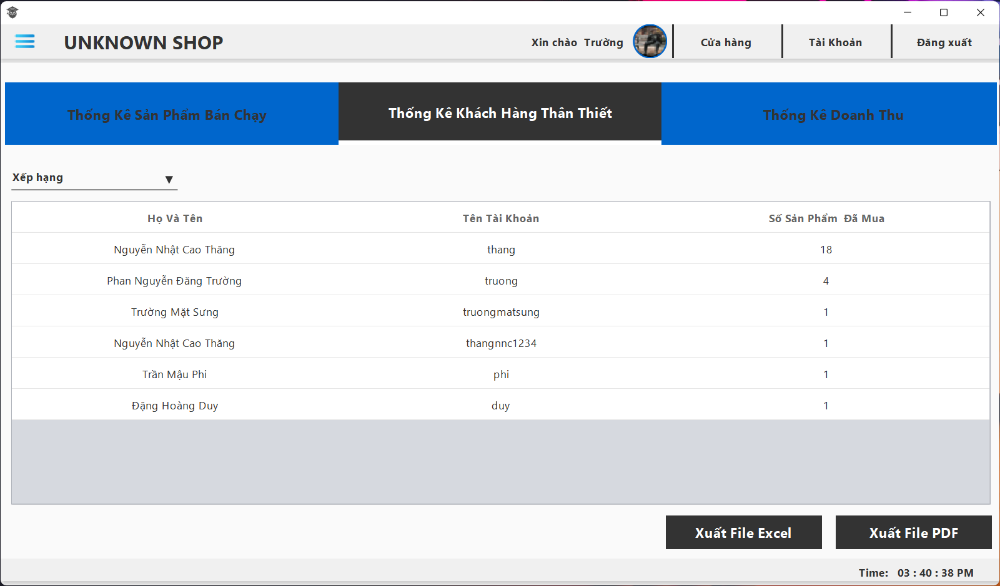 UNKNOWN SHOP
Xin chào Trường
Cửa hàng
Tài Khoản
Đăng xuất
Thống Kê Sản Phẩm Bán Chạy
Thống Kê Khách Hàng Thân Thiết
Thống Kê Doanh Thu
Xếp hạng
Họ Và Tên Tên Tài Khoản Số Sản Phẩm Đã Mua
Nguyễn Nhật Cao Thăng thang 18
Phan Nguyễn Đăng Trường truong 4
Trường Mặt Sưng truongmatsung 1
Nguyễn Nhật Cao Thăng thangnnc1234 1
Trần Mậu Phi phi 1
Đặng Hoàng Duy duy 1
Xuất File Excel
Xuất File PDF
Time: 03 : 40 : 38 PM